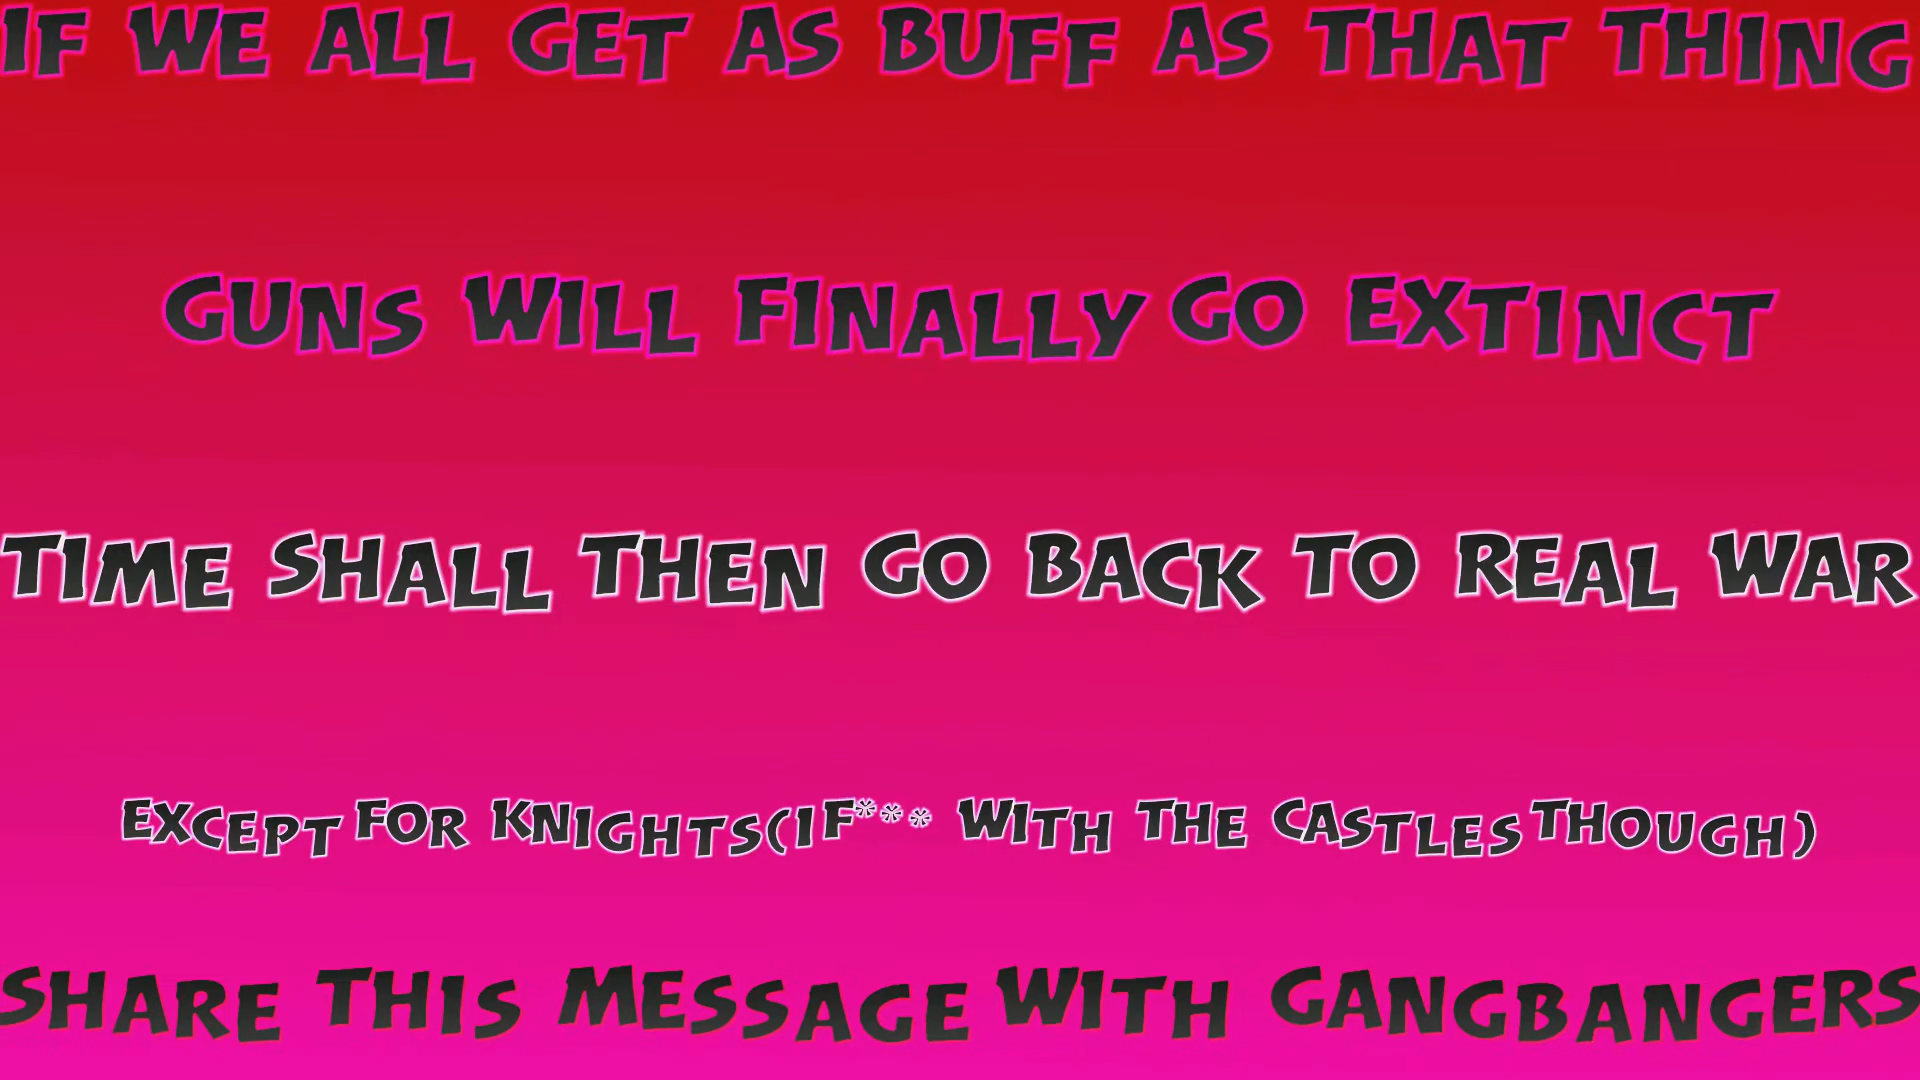 IF WE ALL GET AS BUFF AS THAT THING
GUNS WILL FINALLY GO EXTINCT
TIME SHALL THEN GO BACK TO REAL WAR
EXCEPT FOR KNIGHTS(IF*** WITH THE CASTLES THOUGH)
SHARE THIS MESSAGE WITH GANGBANGERS